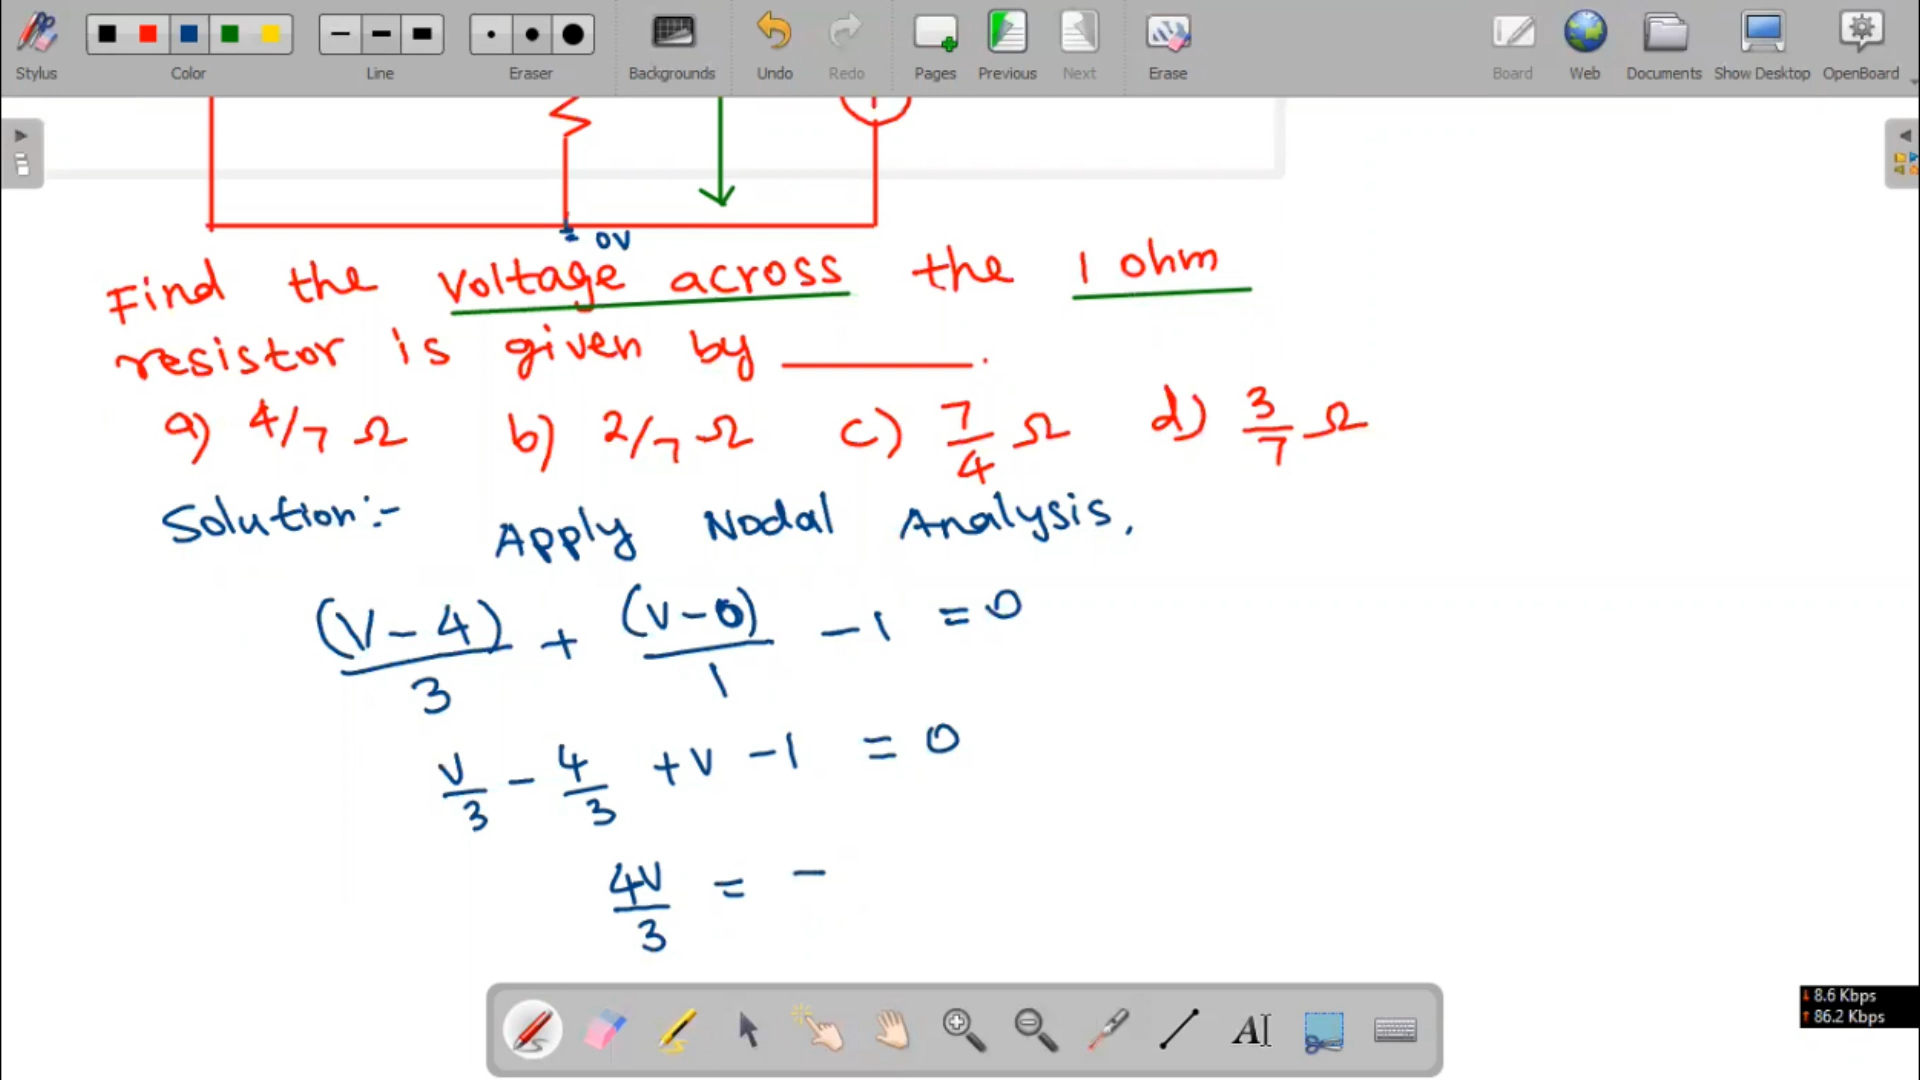 Stylus Color Line Eraser Backgrounds Undo Redo Pages Previous Next Erase Board Web Documents Show Desktop OpenBoard
0V
Find the voltage across the 1 ohm
resistor is given by ______.
a) 4/7 Ω b) 2/7 Ω c) 7/4 Ω d) 3/7 Ω
Solution:- Apply Nodal Analysis,
(V-4)/3 + (V-0)/1 -1 = 0
V/3 - 4/3 + V -1 = 0
4V/3 = -
AI
8.6 Kbps
86.2 Kbps